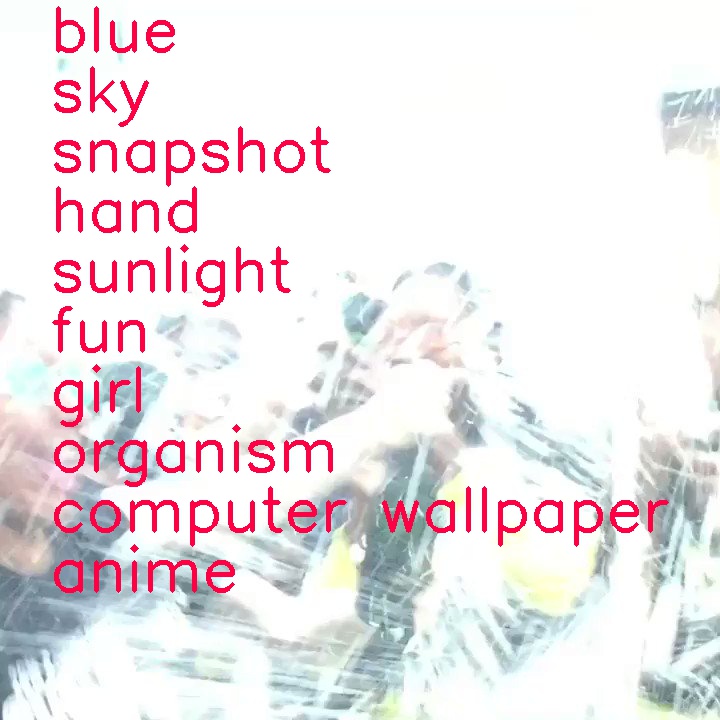 blue
sky
snapshot
hand
sunlight
fun
girl
organism
computer wallpaper
anime